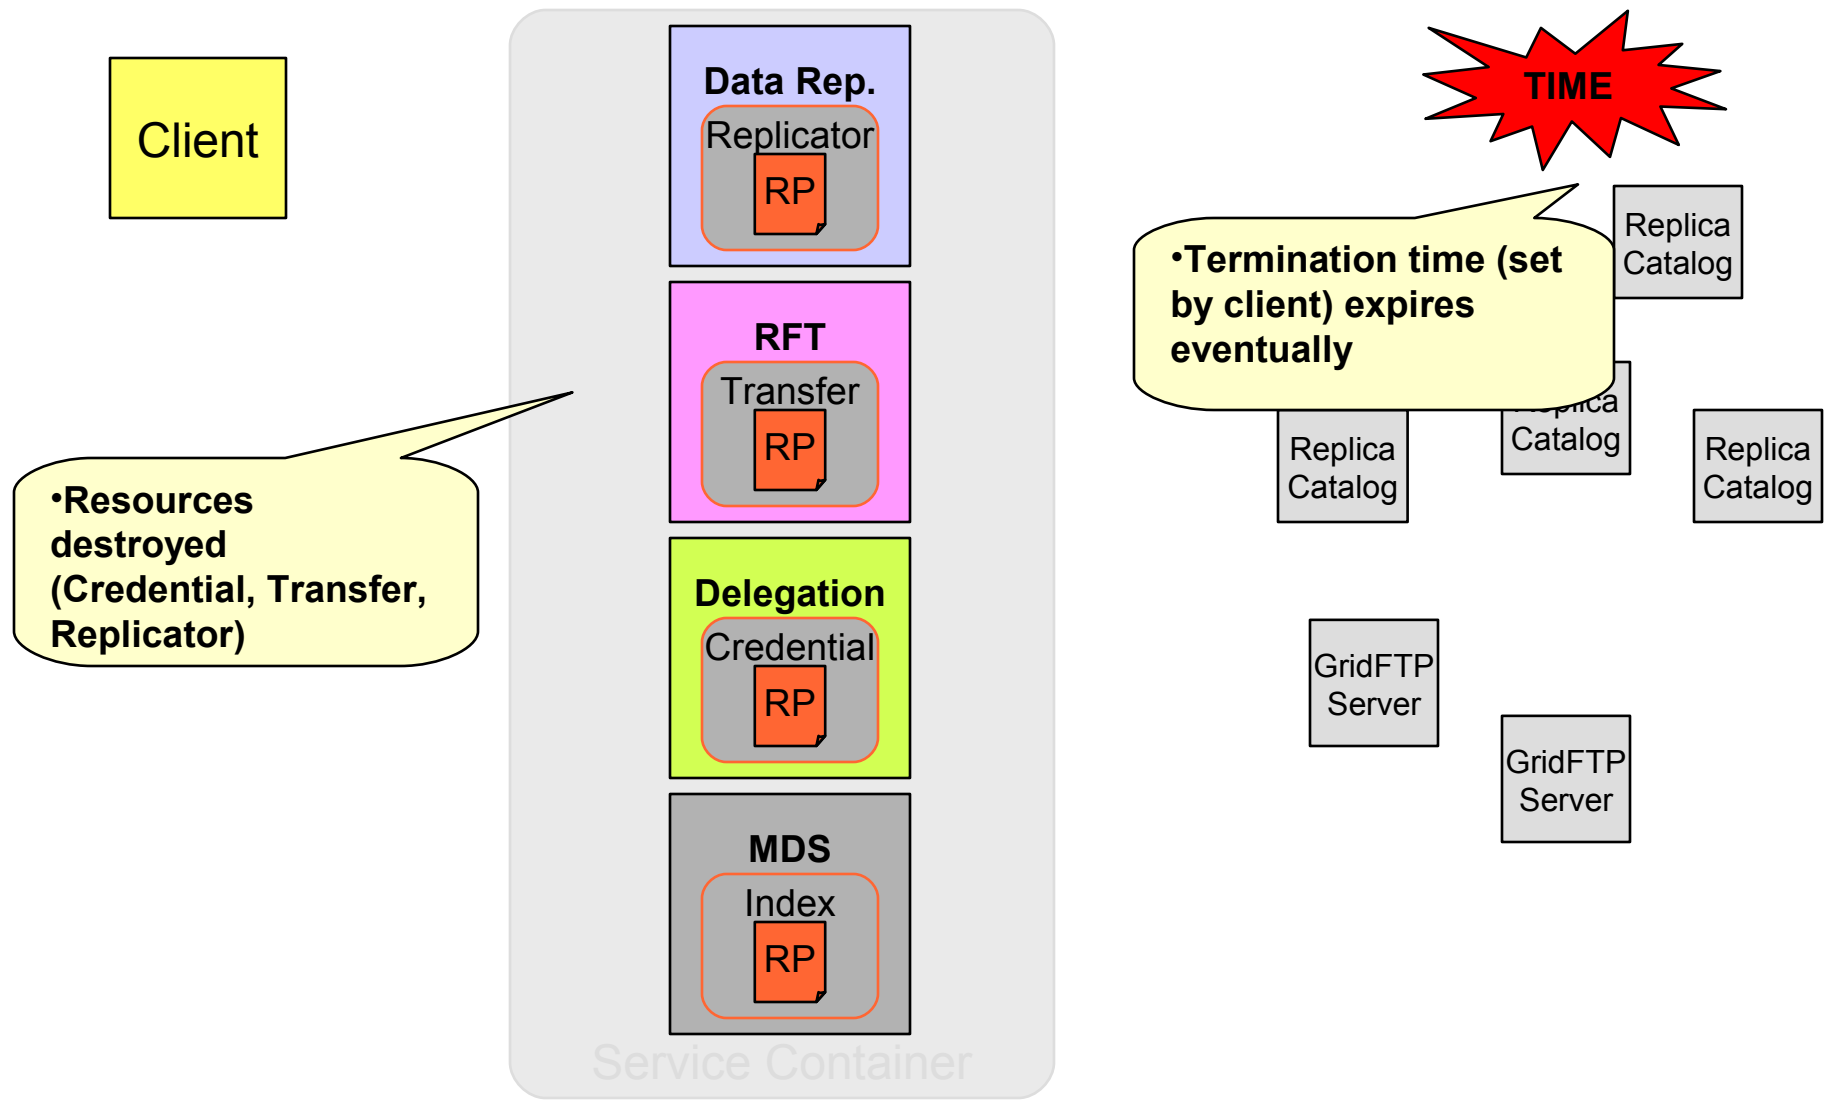 Client
Data Rep.
Replicator
RP
RFT
Transfer
RP
Delegation
Credential
RP
MDS
Index
RP
Service Container
•Resources
destroyed
(Credential, Transfer,
Replicator)
TIME
•Termination time (set
by client) expires
eventually
Replica
Catalog
Replica
Catalog
Replica
Catalog
Replica
Catalog
GridFTP
Server
GridFTP
Server